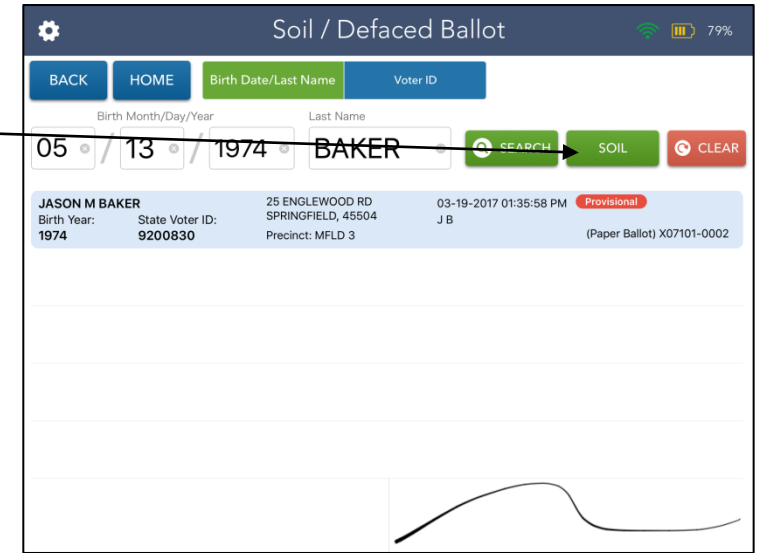 Soil / Defaced Ballot
79%
BACK HOME Birth Date/Last Name Voter ID
Birth Month/Day/Year Last Name
05 / 13 / 1974 BAKER SEARCH SOIL CLEAR
JASON M BAKER 25 ENGLEWOOD RD 03-19-2017 01:35:58 PM Provisional
Birth Year: State Voter ID: SPRINGFIELD, 45504 J B
1974 9200830 Precinct: MFLD 3 (Paper Ballot) X07101-0002